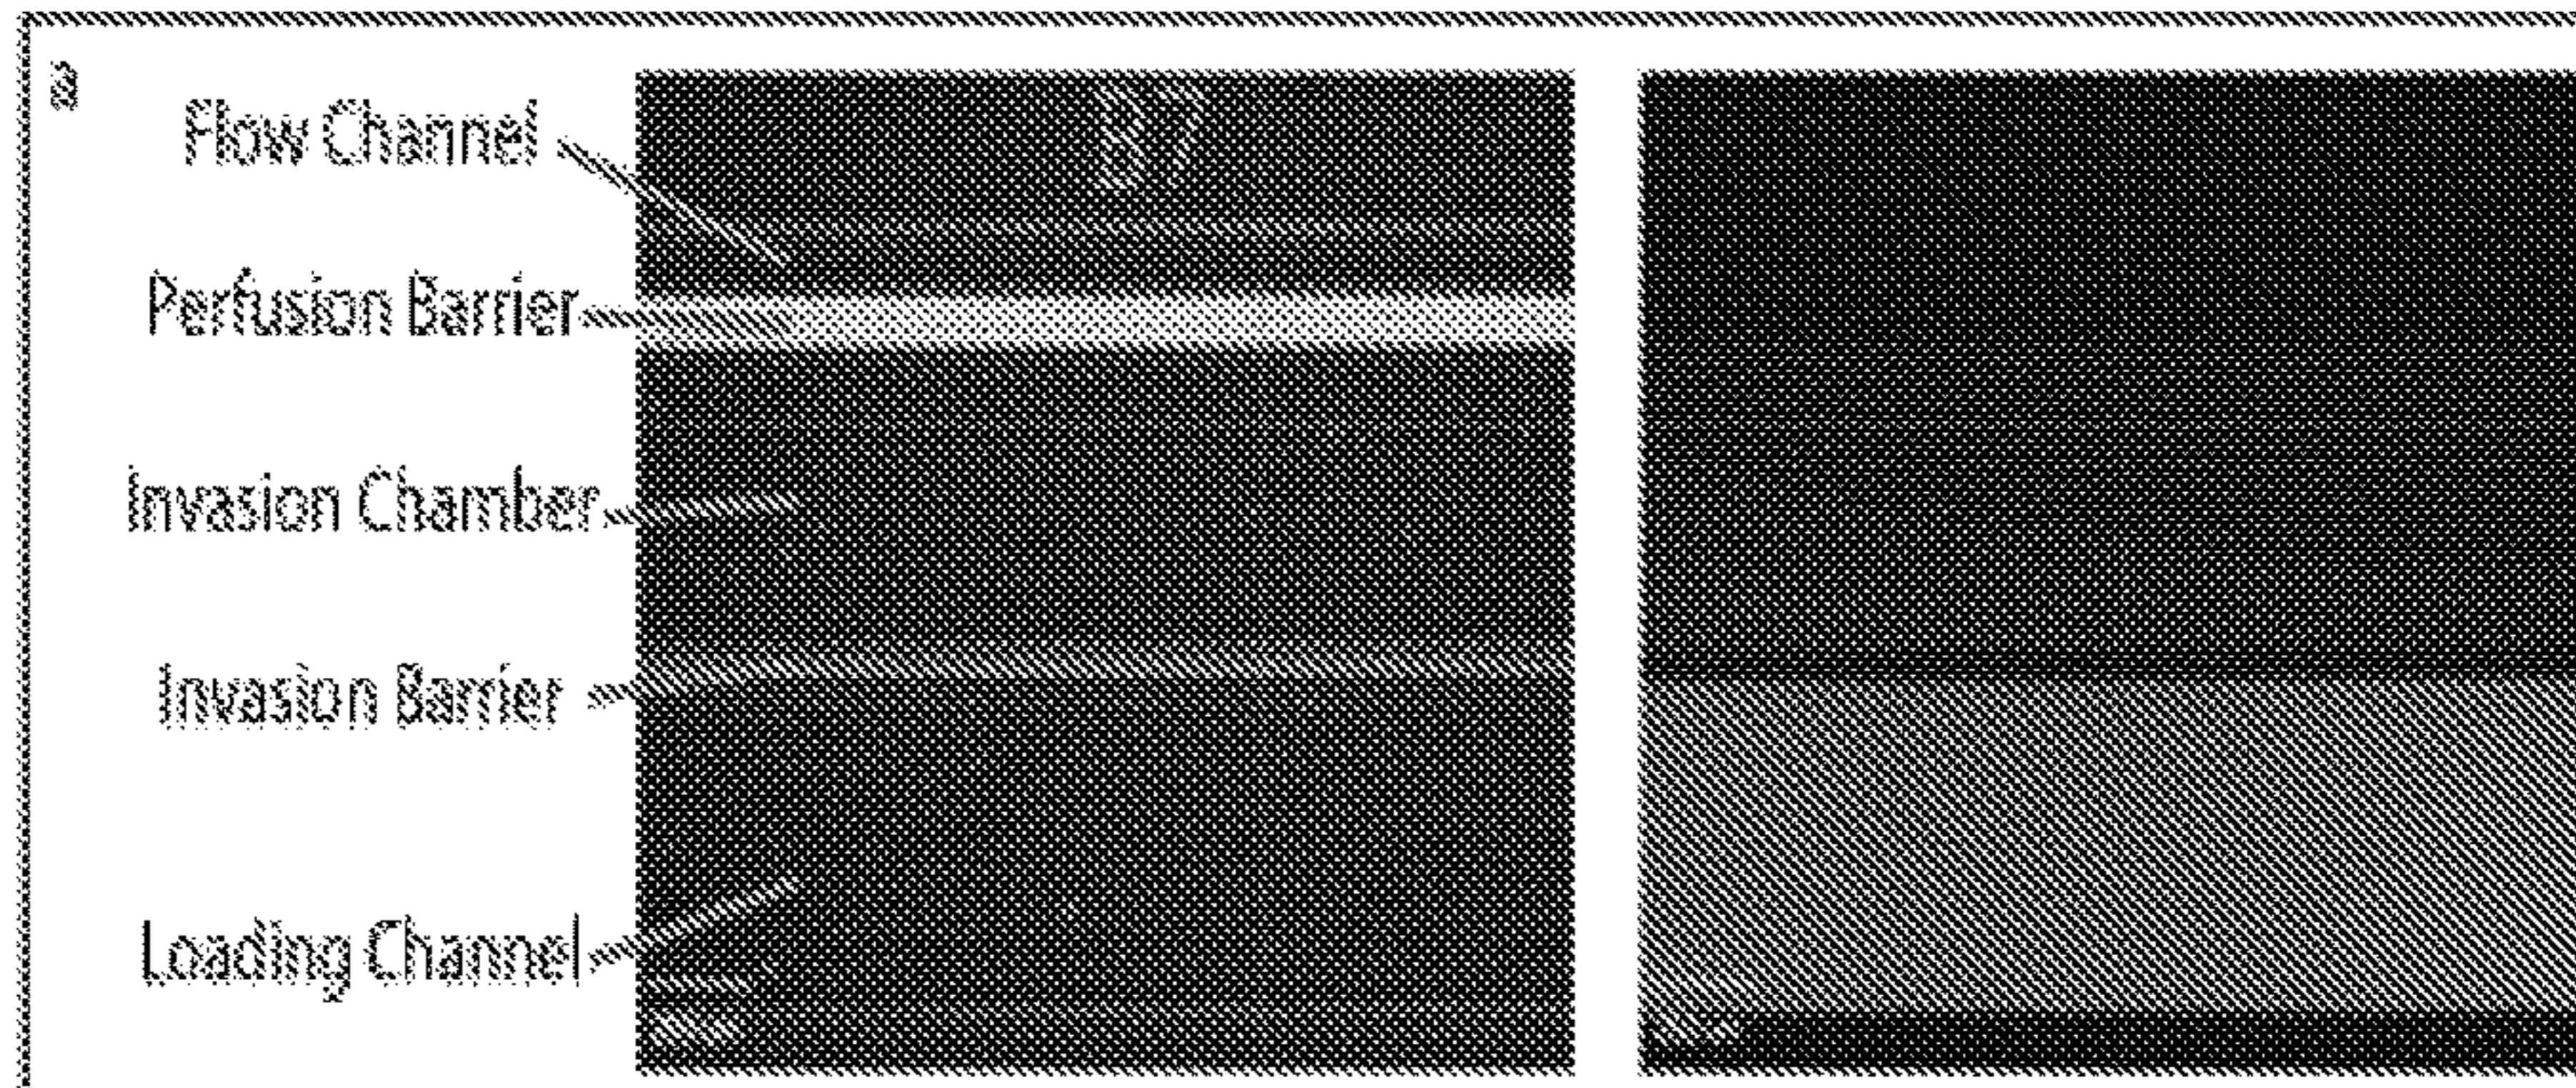 a
Flow Channel
Perfusion Barrier
Invasion Chamber
Invasion Barrier
Loading Channel